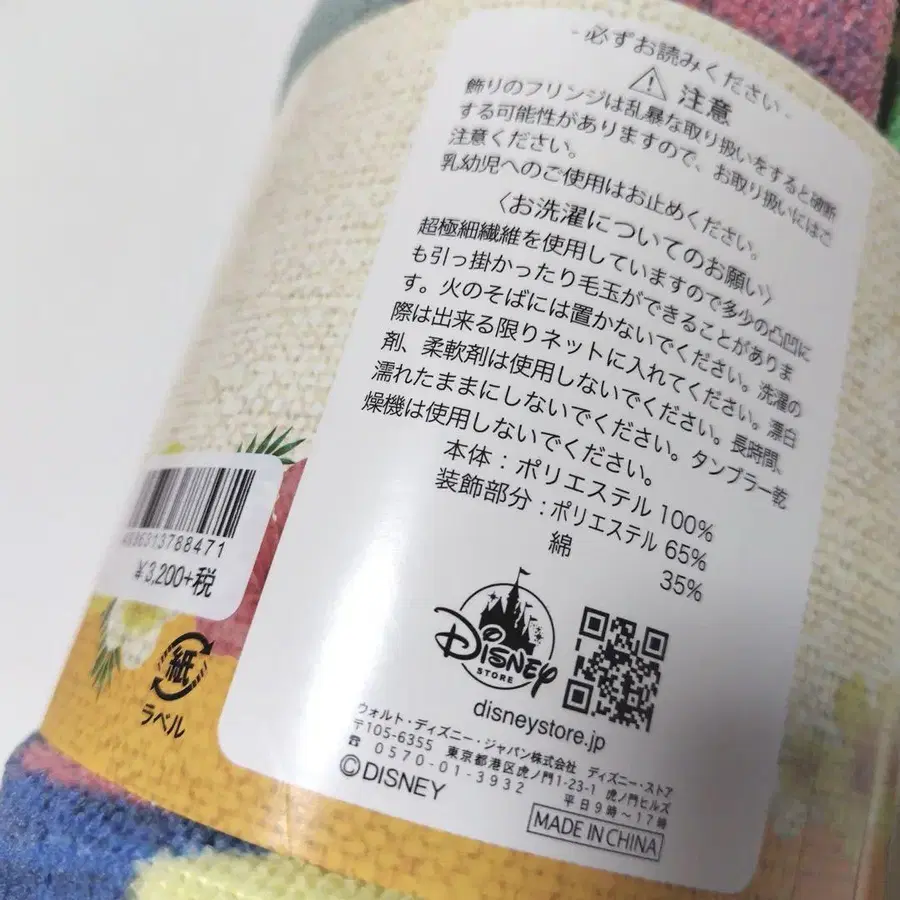 -必ずお読みください-
注意
飾りのフリンジは乱暴な取り扱いをすると破断
する可能性がありますので、お取り扱いにはご
注意ください。
乳幼児へのご使用はお止めください。
〈お洗濯についてのお願い〉
超極細繊維を使用していますので多少の凸凹に
も引っ掛かったり毛玉ができることがありま
す。火のそばには置かないでください。洗濯の
際は出来る限りネットに入れてください。漂白
剤、柔軟剤は使用しないでください。長時間、
濡れたままにしないでください。タンブラー乾
燥機は使用しないでください。
本体:ポリエステル 100%
装飾部分:ポリエステル 65%
綿 35%
DISNEY
STORE
disneystore.jp
ウォルト・ディズニー・ジャパン株式会社 ディズニー・ストア
〒105-6355 東京都港区虎ノ門1-23-1 虎ノ門ヒルズ
☎0570-01-3932 平日9時～17時
©DISNEY
MADE IN CHINA
¥3,200+税
紙
ラベル